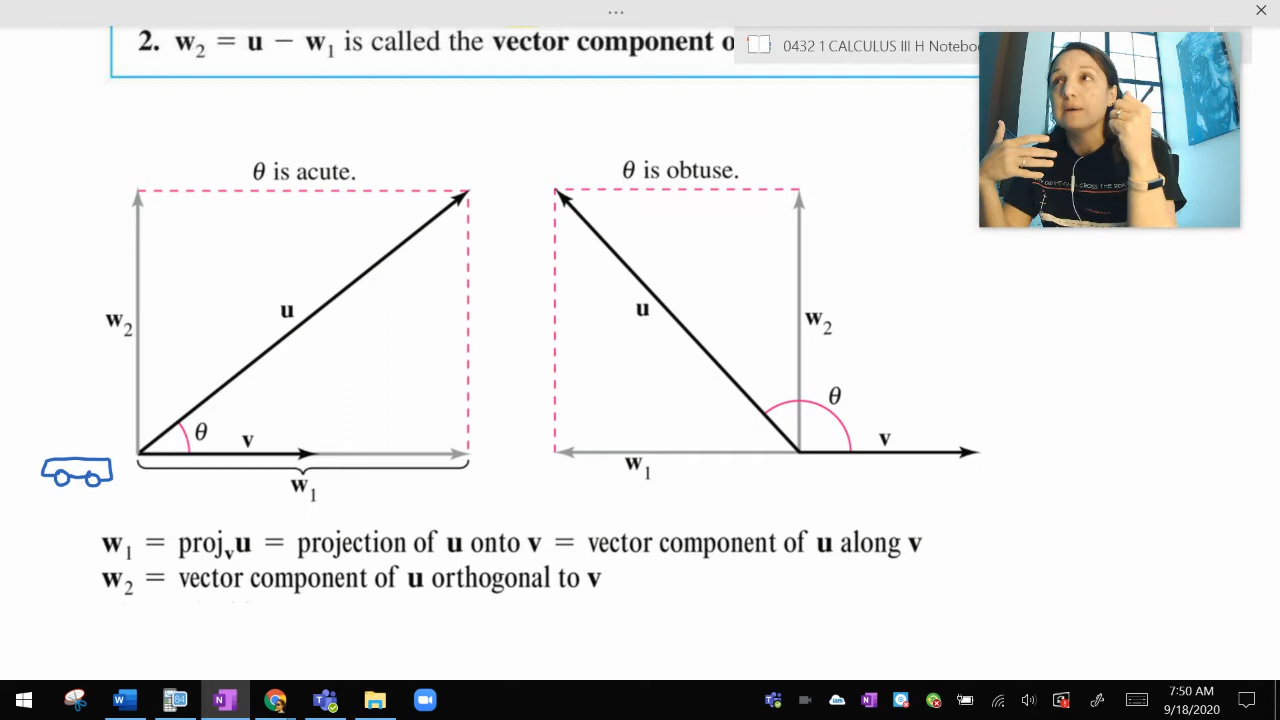 2. w₂ = u − w₁ is called the vector component o
0432 1 CALCULUS III H Notebo
θ is acute.
θ is obtuse.
w₂
u
θ
v
w₁
u
w₂
θ
v
w₁
w₁ = projᵥu = projection of u onto v = vector component of u along v
w₂ = vector component of u orthogonal to v
7:50 AM
9/18/2020